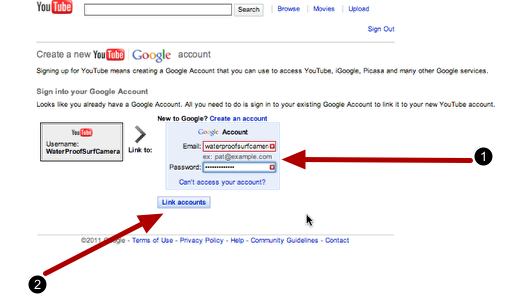 YouTube Search Browse Movies Upload
Sign Out
Create a new YouTube Google account
Signing up for YouTube means creating a Google Account that you can use to access YouTube, iGoogle, Picasa and many other Google services.
Sign into your Google Account
Looks like you already have a Google Account. All you need to do is sign in to your existing Google Account to link it to your new YouTube account.
New to Google? Create an account
YouTube
Username:
WaterProofSurfCamera
Link to:
Google Account
Email: waterproofsurfcamer
ex: pat@example.com
Password: •••••••••••••
Can't access your account?
Link accounts
1
2
©2011 Google - Terms of Use - Privacy Policy - Help - Community Guidelines - Contact